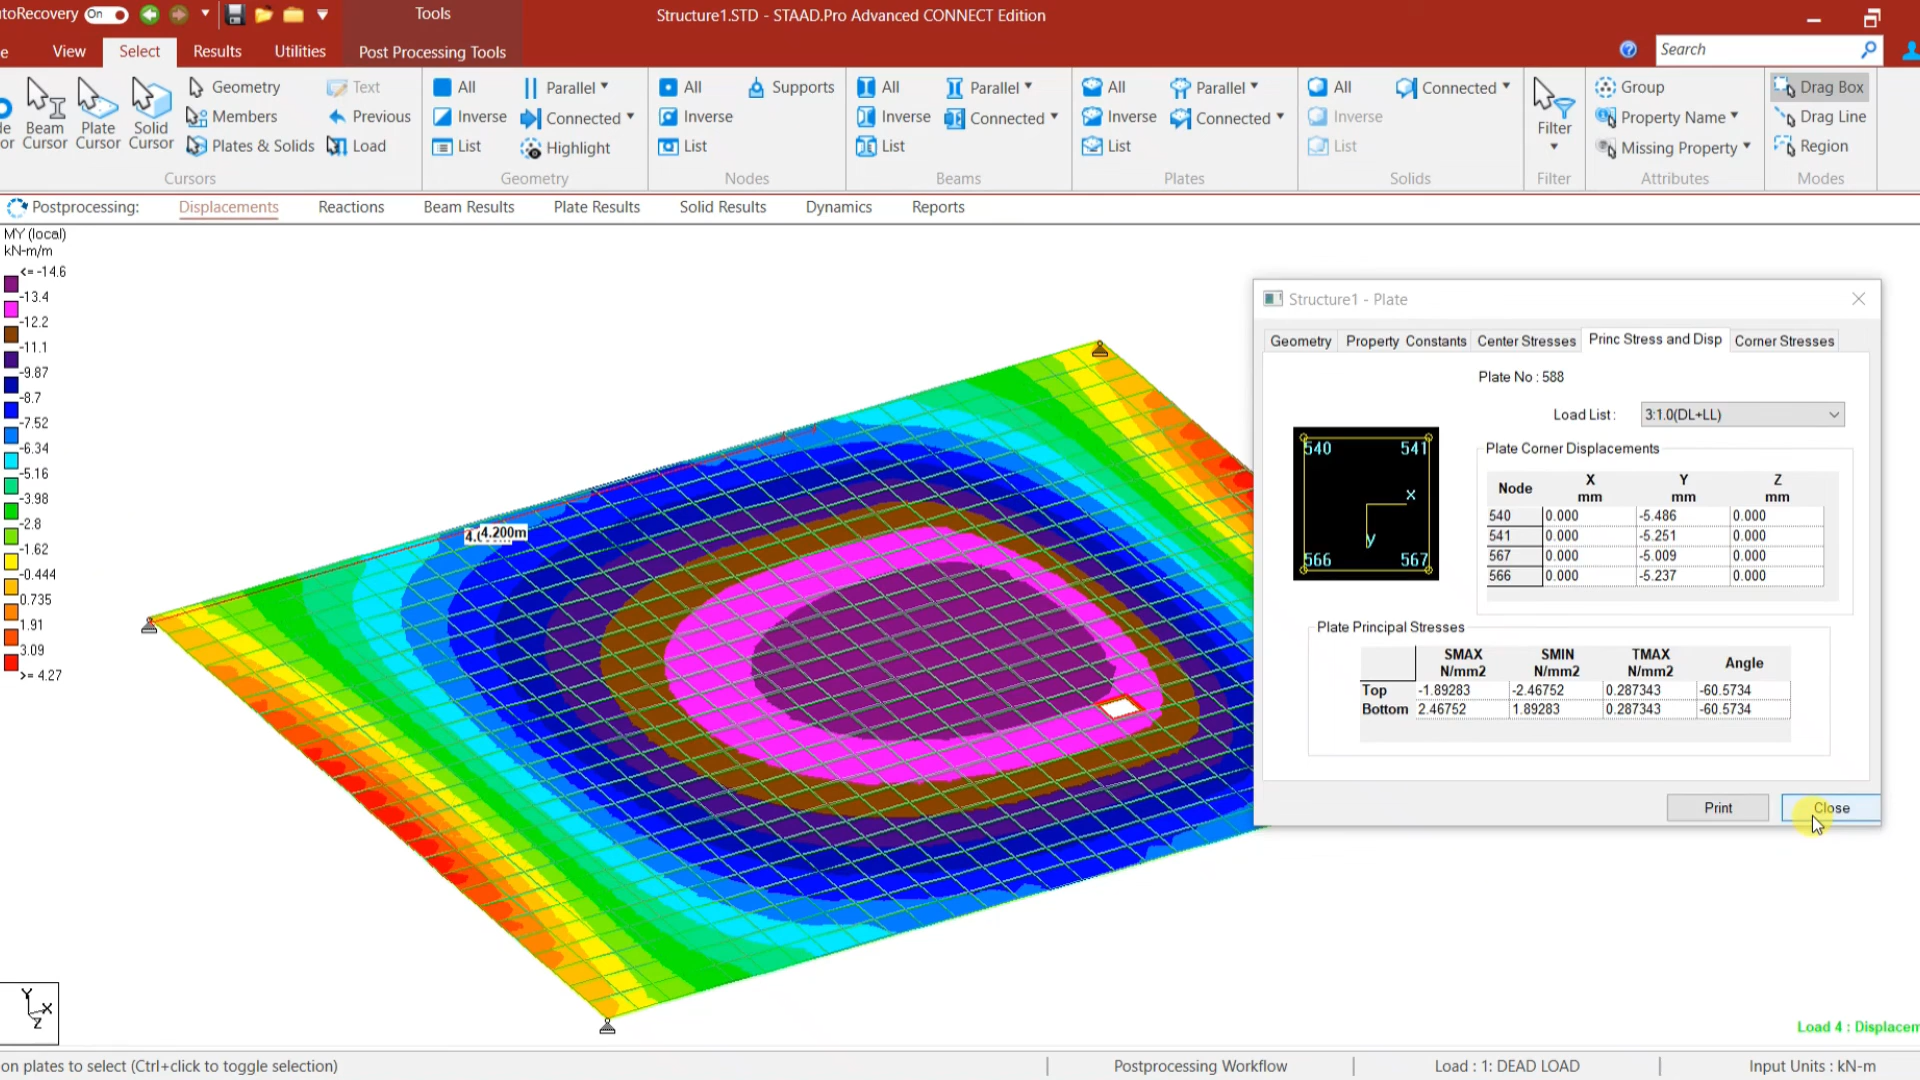 toRecovery On Tools Structure1.STD - STAAD.Pro Advanced CONNECT Edition
e View Select Results Utilities Post Processing Tools Search
Geometry Text All Parallel All Supports All Parallel All Parallel All Connected Group Drag Box
Members Previous Inverse Connected Inverse Inverse Connected Inverse Connected Inverse Property Name Drag Line
Plates & Solids Load List Highlight List List List List Missing Property Region
de Beam Plate Solid Filter
or Cursor Cursor Cursor
Cursors Geometry Nodes Beams Plates Solids Filter Attributes Modes
Postprocessing: Displacements Reactions Beam Results Plate Results Solid Results Dynamics Reports
MY (local)
kN-m/m
<= -14.6
-13.4
-12.2
-11.1
-9.87
-8.7
-7.52
-6.34
-5.16
-3.98
-2.8
-1.62
-0.444
0.735
1.91
3.09
>= 4.27
4.200m
Structure1 - Plate
Geometry Property Constants Center Stresses Princ Stress and Disp Corner Stresses
Plate No : 588
Load List : 3:1.0(DL+LL)
540 541
x
y
566 567
Plate Corner Displacements
Node X Y Z
mm mm mm
540 0.000 -5.486 0.000
541 0.000 -5.251 0.000
567 0.000 -5.009 0.000
566 0.000 -5.237 0.000
Plate Principal Stresses
SMAX SMIN TMAX Angle
N/mm2 N/mm2 N/mm2
Top -1.89283 -2.46752 0.287343 -60.5734
Bottom 2.46752 1.89283 0.287343 -60.5734
Print Close
Y
X
Z
Load 4 : Displacem
on plates to select (Ctrl+click to toggle selection) Postprocessing Workflow Load : 1: DEAD LOAD Input Units : kN-m